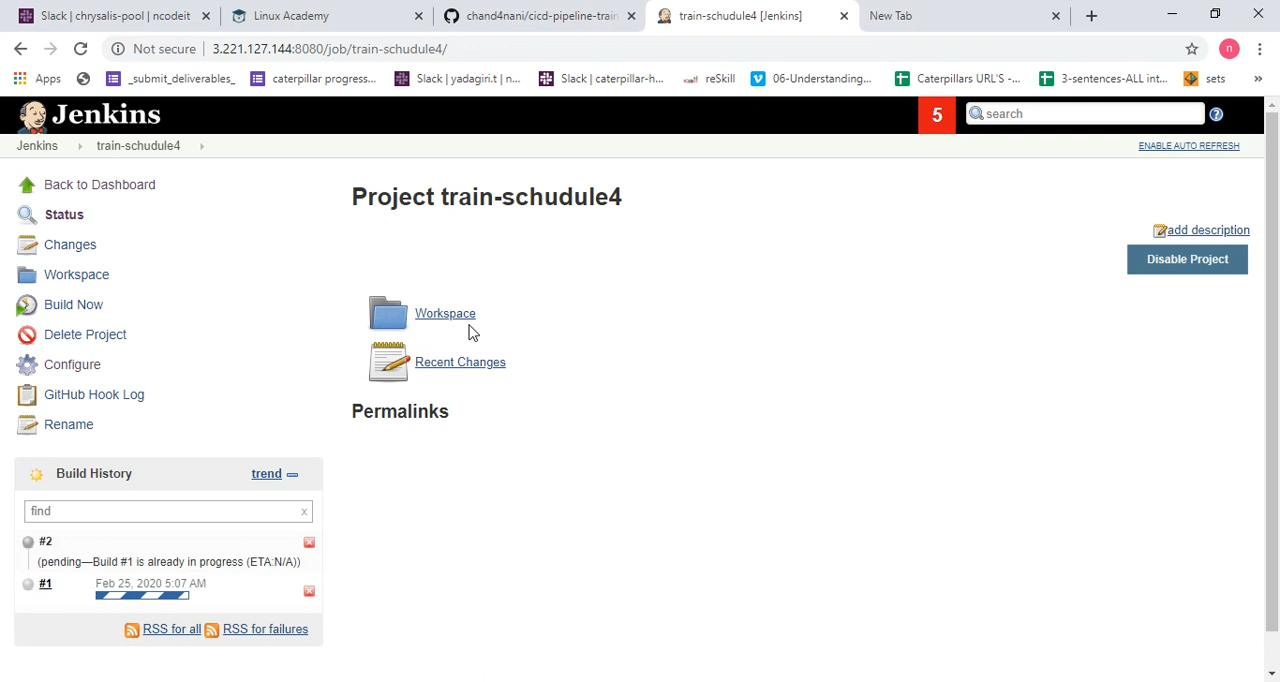 Slack | chrysalis-pool | ncodeit
Linux Academy
chand4nani/cicd-pipeline-train
train-schudule4 [Jenkins]
New Tab
Not secure | 3.221.127.144:8080/job/train-schudule4/
n
Apps
_submit_deliverables_
caterpillar progress...
Slack | yadagiri.t | n...
Slack | caterpillar-h...
reSkill
06-Understanding...
Caterpillars URL'S -...
3-sentences-ALL int...
sets
»
Jenkins
5
search
?
Jenkins
train-schudule4
ENABLE AUTO REFRESH
Back to Dashboard
Status
Changes
Workspace
Build Now
Delete Project
Configure
GitHub Hook Log
Rename
Project train-schudule4
add description
Disable Project
Workspace
Recent Changes
Permalinks
Build History
trend
find
x
#2
(pending—Build #1 is already in progress (ETA:N/A))
#1
Feb 25, 2020 5:07 AM
RSS for all
RSS for failures